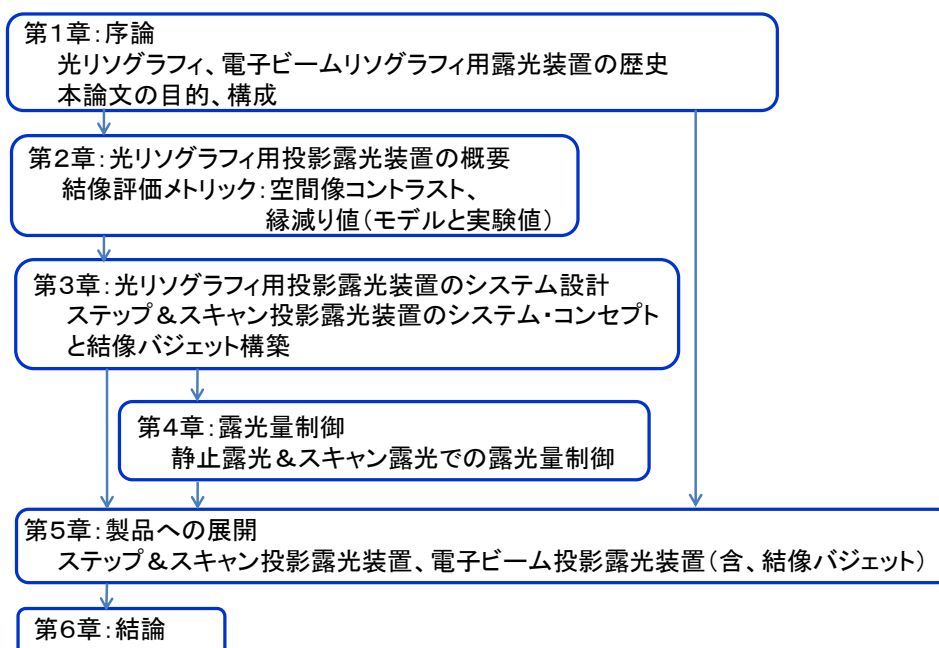 第1章:序論
光リソグラフィ、電子ビームリソグラフィ用露光装置の歴史
本論文の目的、構成
第2章:光リソグラフィ用投影露光装置の概要
結像評価メトリック:空間像コントラスト、
縁減り値(モデルと実験値)
第3章:光リソグラフィ用投影露光装置のシステム設計
ステップ&スキャン投影露光装置のシステム・コンセプト
と結像バジェット構築
第4章:露光量制御
静止露光&スキャン露光での露光量制御
第5章:製品への展開
ステップ&スキャン投影露光装置、電子ビーム投影露光装置(含、結像バジェット)
第6章:結論